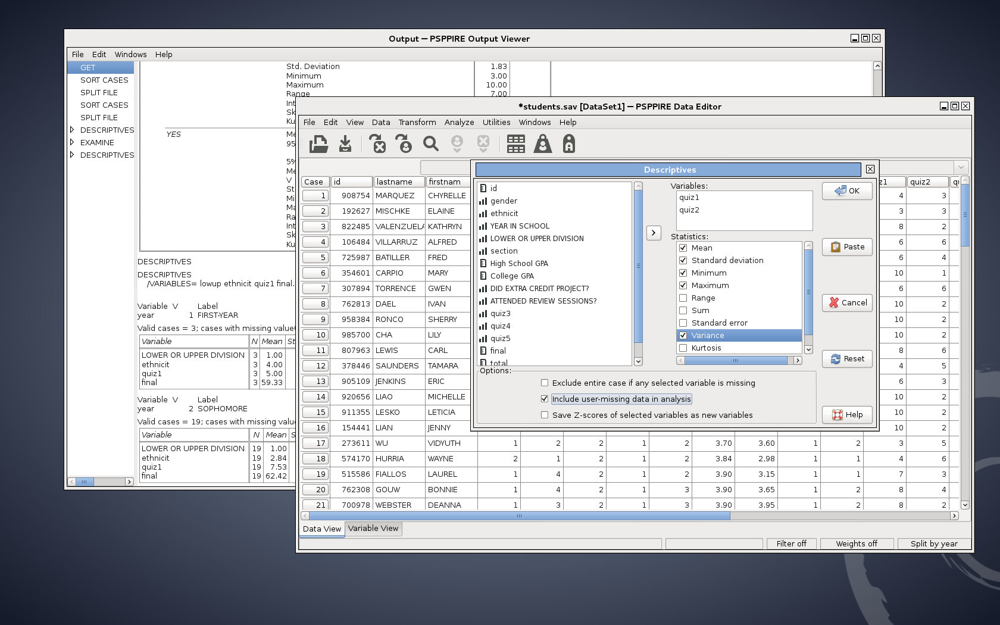 Output — PSPPIRE Output Viewer
File Edit Windows Help
GET
SORT CASES
SPLIT FILE
SORT CASES
SPLIT FILE
DESCRIPTIVES
EXAMINE
DESCRIPTIVES
Std. Deviation 1.83
Minimum 3.00
Maximum 10.00
Range 7.00
Int
Sk
Ku
YES Me
95
5%
Me
V
St
Mi
Ma
Ra
Int
Sk
Ku
DESCRIPTIVES
DESCRIPTIVES
/VARIABLES= lowup ethnicit quiz1 final.
Variable V Label
year 1 FIRST-YEAR
Valid cases = 3; cases with missing value(
Variable N Mean St
LOWER OR UPPER DIVISION 3 1.00
ethnicit 3 4.00
quiz1 3 5.00
final 3 59.33
Variable V Label
year 2 SOPHOMORE
Valid cases = 19; cases with missing valu
Variable N Mean S
LOWER OR UPPER DIVISION 19 1.00
ethnicit 19 2.84
quiz1 19 7.53
final 19 62.42
*students.sav [DataSet1] — PSPPIRE Data Editor
File Edit View Data Transform Analyze Utilities Windows Help
Case id lastname firstnam z1 quiz2 q
1 908754 MARQUEZ CHYRELLE 4 3
2 192627 MISCHKE ELAINE 3 3
3 822485 VALENZUELA KATHRYN 8 2
4 106484 VILLARRUZ ALFRED 6 6
5 725987 BATILLER FRED 6 4
6 354601 CARPIO MARY 10 1
7 307894 TORRENCE GWEN 6 6
8 762813 DAEL IVAN 10 2
9 958384 RONCO SHERRY 10 2
10 985700 CHA LILY 10 2
11 807963 LEWIS CARL 8 6
12 378446 SAUNDERS TAMARA 4 5
13 905109 JENKINS ERIC 6 3
14 920656 LIAO MICHELLE 10 2
15 911355 LESKO LETICIA 10 2
16 154441 LIAN JENNY 10 2
17 273611 WU VIDYUTH 1 2 2 1 2 3.70 3.60 1 2 3 5
18 574170 HURRIA WAYNE 2 1 2 1 2 3.84 2.98 1 1 4 6
19 515586 FIALLOS LAUREL 1 4 2 1 2 3.90 3.15 1 1 7 3
20 762308 GOUW BONNIE 1 4 2 1 3 3.90 3.65 1 2 8 4
21 700978 WEBSTER DEANNA 1 3 2 1 3 3.90 3.95 1 2 8 2
Data View Variable View
Filter off Weights off Split by year
Descriptives
id
gender
ethnicit
YEAR IN SCHOOL
LOWER OR UPPER DIVISION
section
High School GPA
College GPA
DID EXTRA CREDIT PROJECT?
ATTENDED REVIEW SESSIONS?
quiz3
quiz4
quiz5
final
total
Variables:
quiz1
quiz2
Statistics:
Mean
Standard deviation
Minimum
Maximum
Range
Sum
Standard error
Variance
Kurtosis
OK
Paste
Cancel
Reset
Help
Options:
Exclude entire case if any selected variable is missing
Include user-missing data in analysis
Save Z-scores of selected variables as new variables